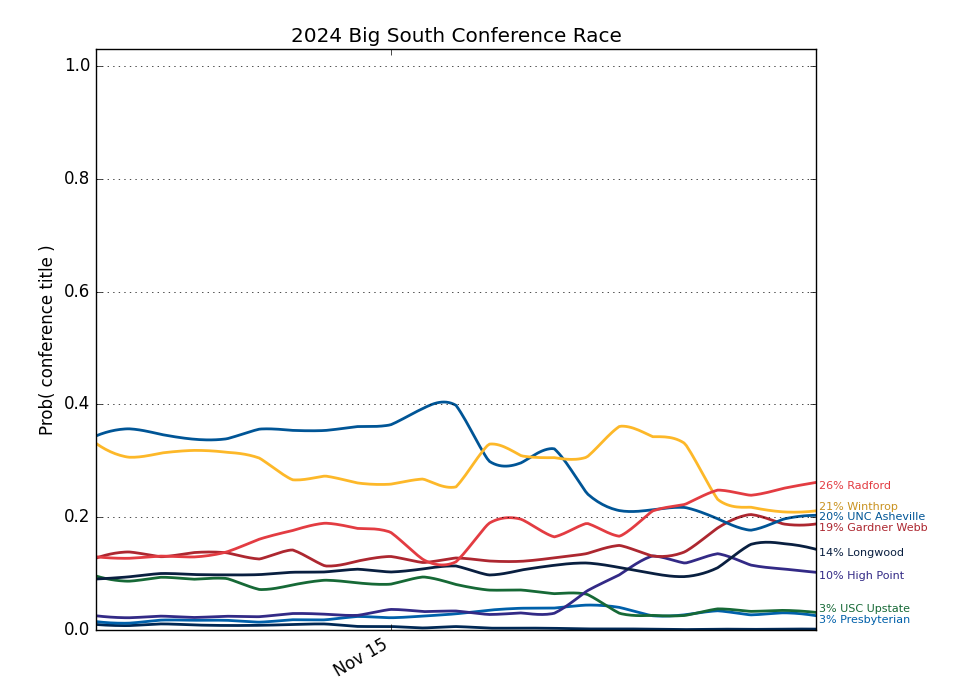 2024 Big South Conference Race
Prob( conference title )
1.0
0.8
0.6
0.4
0.2
0.0
Nov 15
26% Radford
21% Winthrop
20% UNC Asheville
19% Gardner Webb
14% Longwood
10% High Point
3% USC Upstate
3% Presbyterian